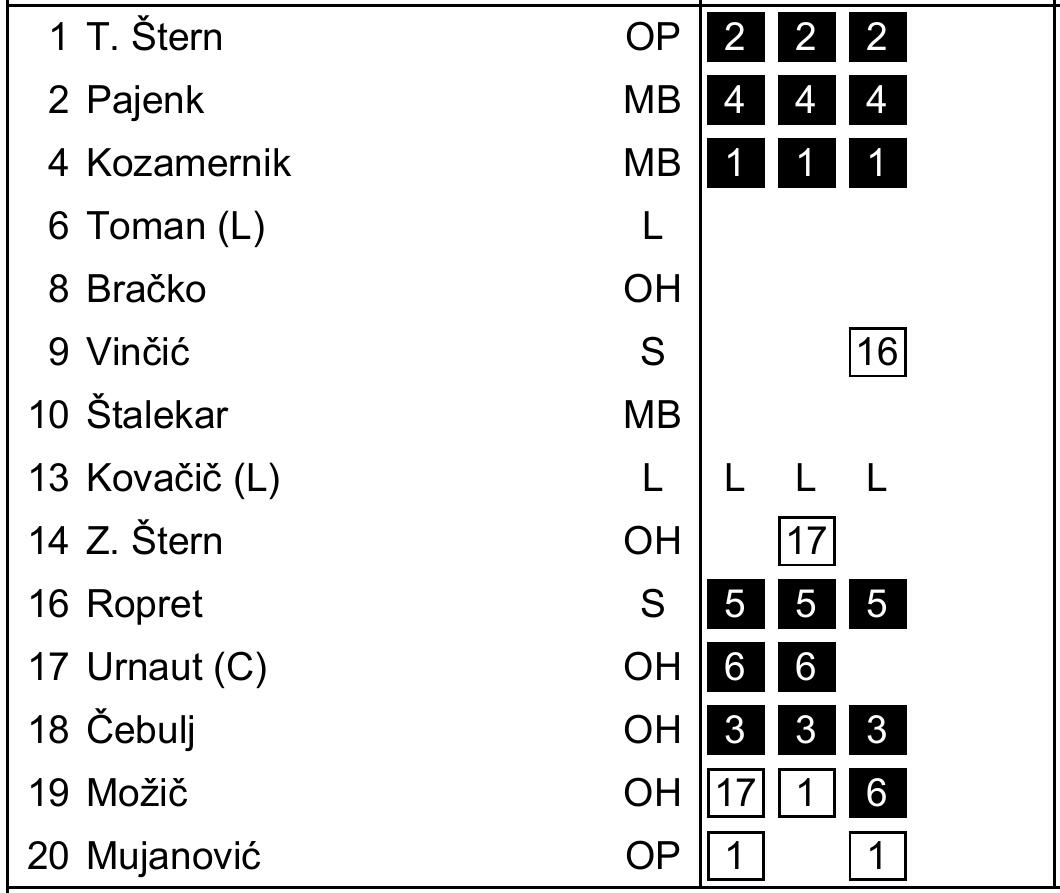 1 T. Štern OP 2 2 2
2 Pajenk MB 4 4 4
4 Kozamernik MB 1 1 1
6 Toman (L) L
8 Bračko OH
9 Vinčić S 16
10 Štalekar MB
13 Kovačič (L) L L L L
14 Z. Štern OH 17
16 Ropret S 5 5 5
17 Urnaut (C) OH 6 6
18 Čebulj OH 3 3 3
19 Možič OH 17 1 6
20 Mujanović OP 1 1